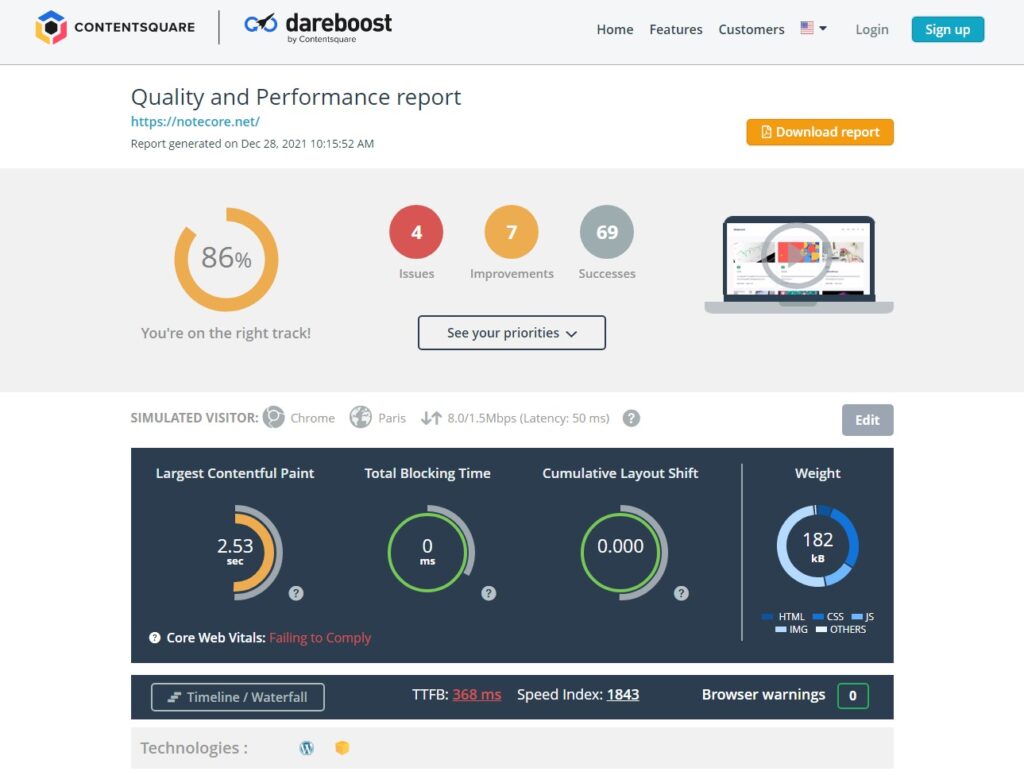 CONTENTSQUARE
dareboost
by Contentsquare
Home Features Customers Login Sign up
Quality and Performance report
https://notecore.net/
Report generated on Dec 28, 2021 10:15:52 AM
Download report
86%
You're on the right track!
4 7 69
Issues Improvements Successes
See your priorities
SIMULATED VISITOR: Chrome Paris 8.0/1.5Mbps (Latency: 50 ms) ?
Edit
Largest Contentful Paint Total Blocking Time Cumulative Layout Shift Weight
2.53 0 0.000 182
sec ms kB
? ? ?
HTML CSS JS
IMG OTHERS
? Core Web Vitals: Failing to Comply
Timeline / Waterfall TTFB: 368 ms Speed Index: 1843 Browser warnings 0
Technologies :